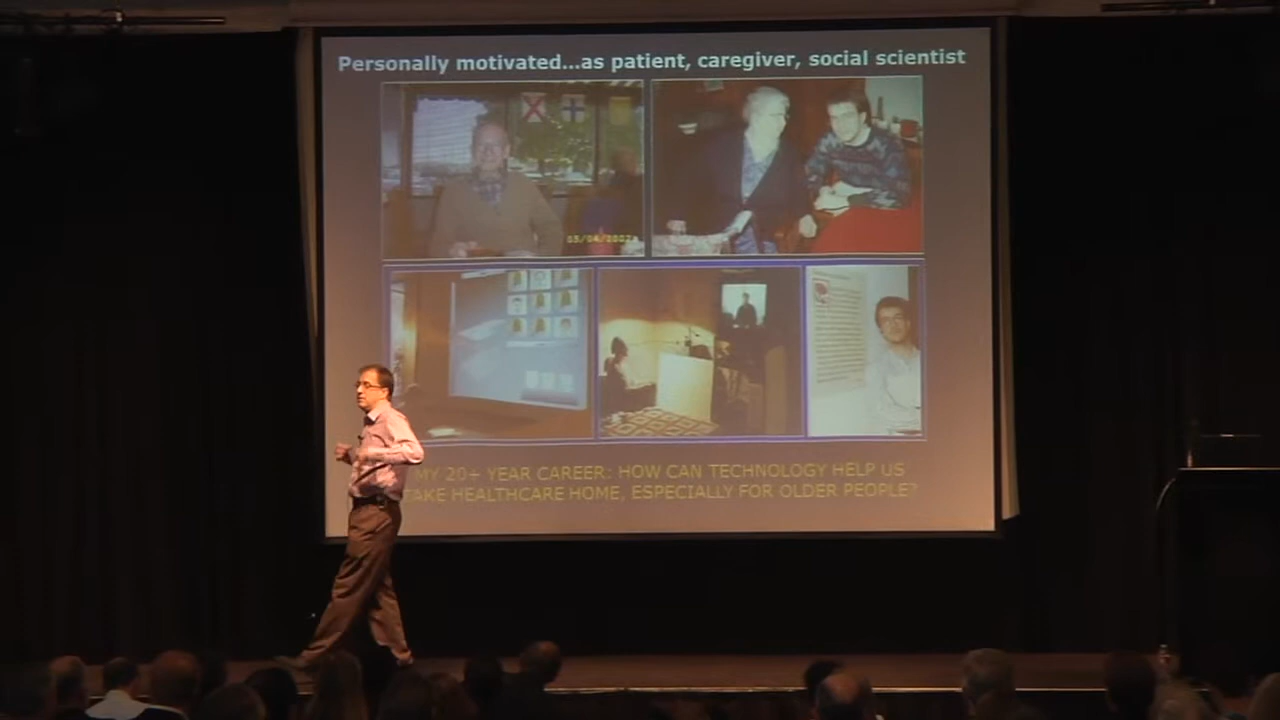 Personally motivated...as patient, caregiver, social scientist
05/04/2002
MY 20+ YEAR CAREER: HOW CAN TECHNOLOGY HELP US
TAKE HEALTHCARE HOME, ESPECIALLY FOR OLDER PEOPLE?